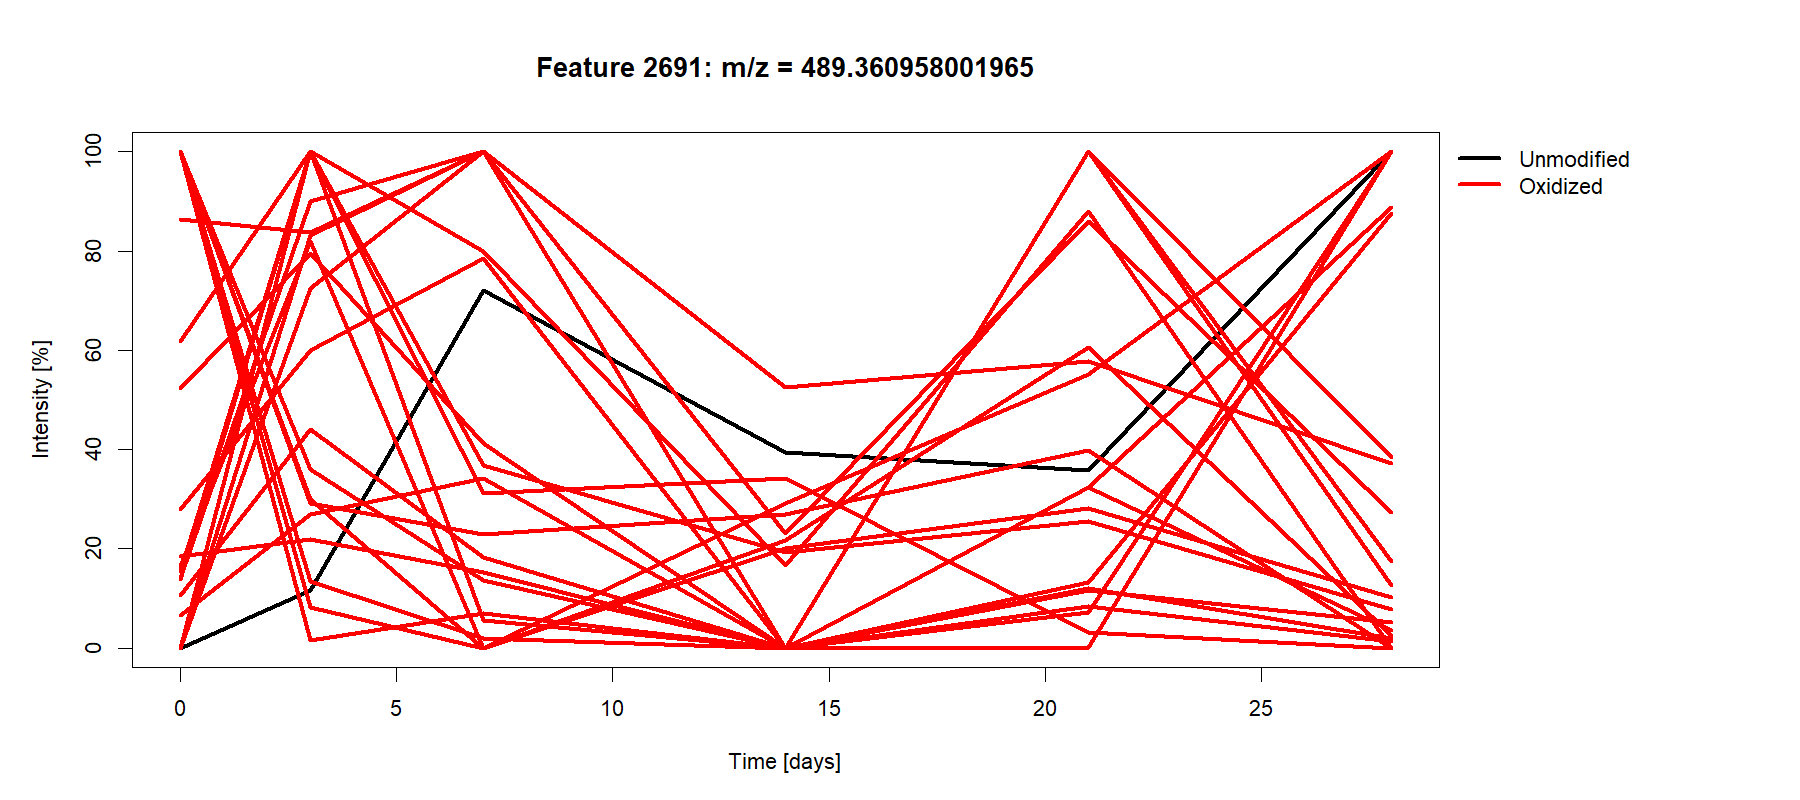 Feature 2691: m/z = 489.360958001965
Unmodified
Oxidized
100
80
60
40
20
0
Intensity [%]
0 5 10 15 20 25
Time [days]